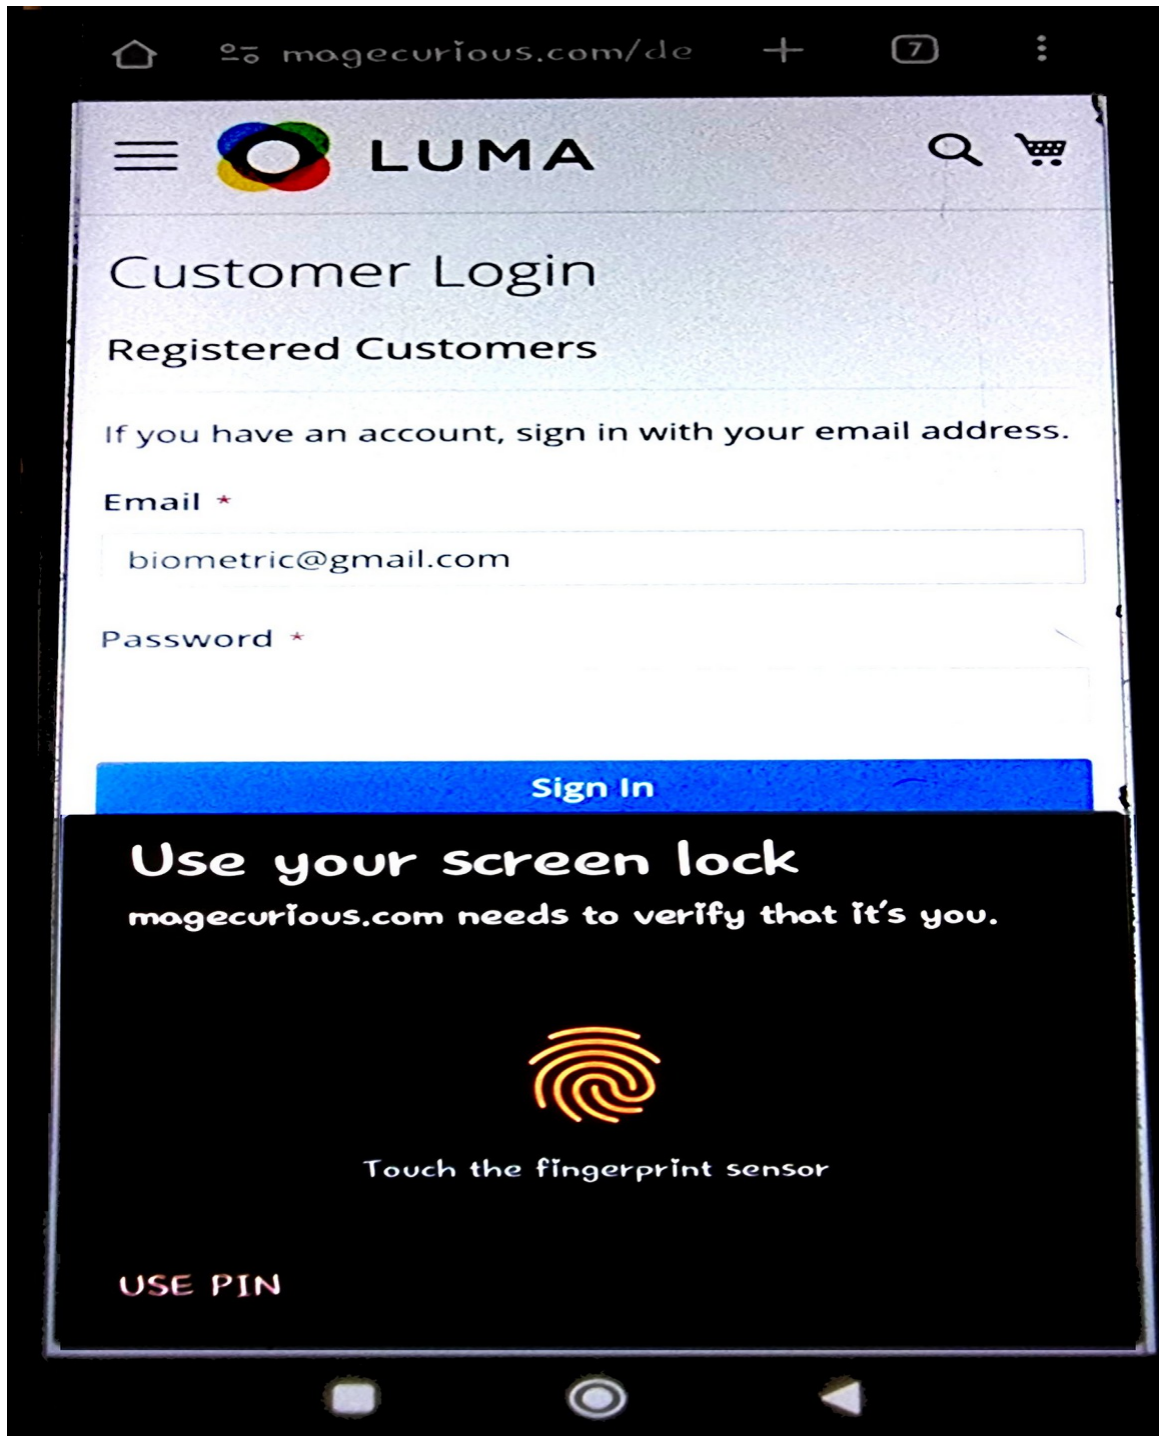 magecurious.com/de
7
LUMA
Customer Login
Registered Customers
If you have an account, sign in with your email address.
Email *
biometric@gmail.com
Password *
Sign In
Use your screen lock
magecurious.com needs to verify that it's you.
Touch the fingerprint sensor
USE PIN